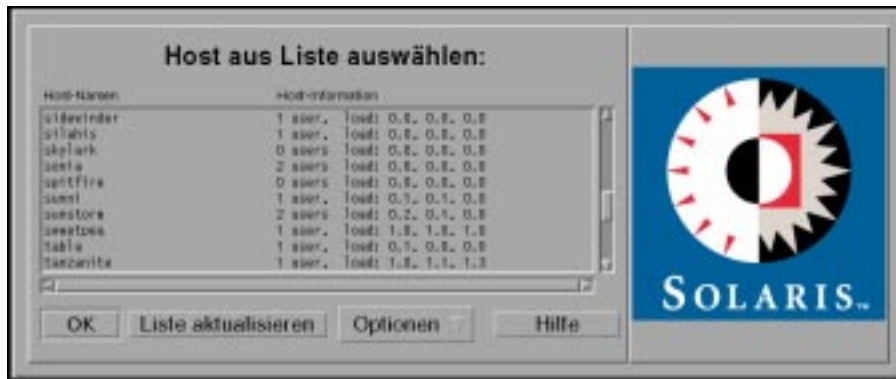 Host aus Liste auswählen:
Host-Namen Host-Information
sidewinder 1 user, load: 0.0, 0.0, 0.0
silahis 1 user, load: 0.0, 0.0, 0.0
skylark 0 users load: 0.0, 0.0, 0.0
sonia 2 users load: 0.0, 0.0, 0.0
spitfire 0 users load: 0.0, 0.0, 0.0
sunni 1 user, load: 0.1, 0.1, 0.0
sunstorm 2 users load: 0.2, 0.1, 0.0
sweetpea 1 user, load: 1.0, 1.0, 1.0
tabla 1 user, load: 0.1, 0.0, 0.0
tanzanite 1 user, load: 1.0, 1.1, 1.3
OK Liste aktualisieren Optionen Hilfe
SOLARIS™